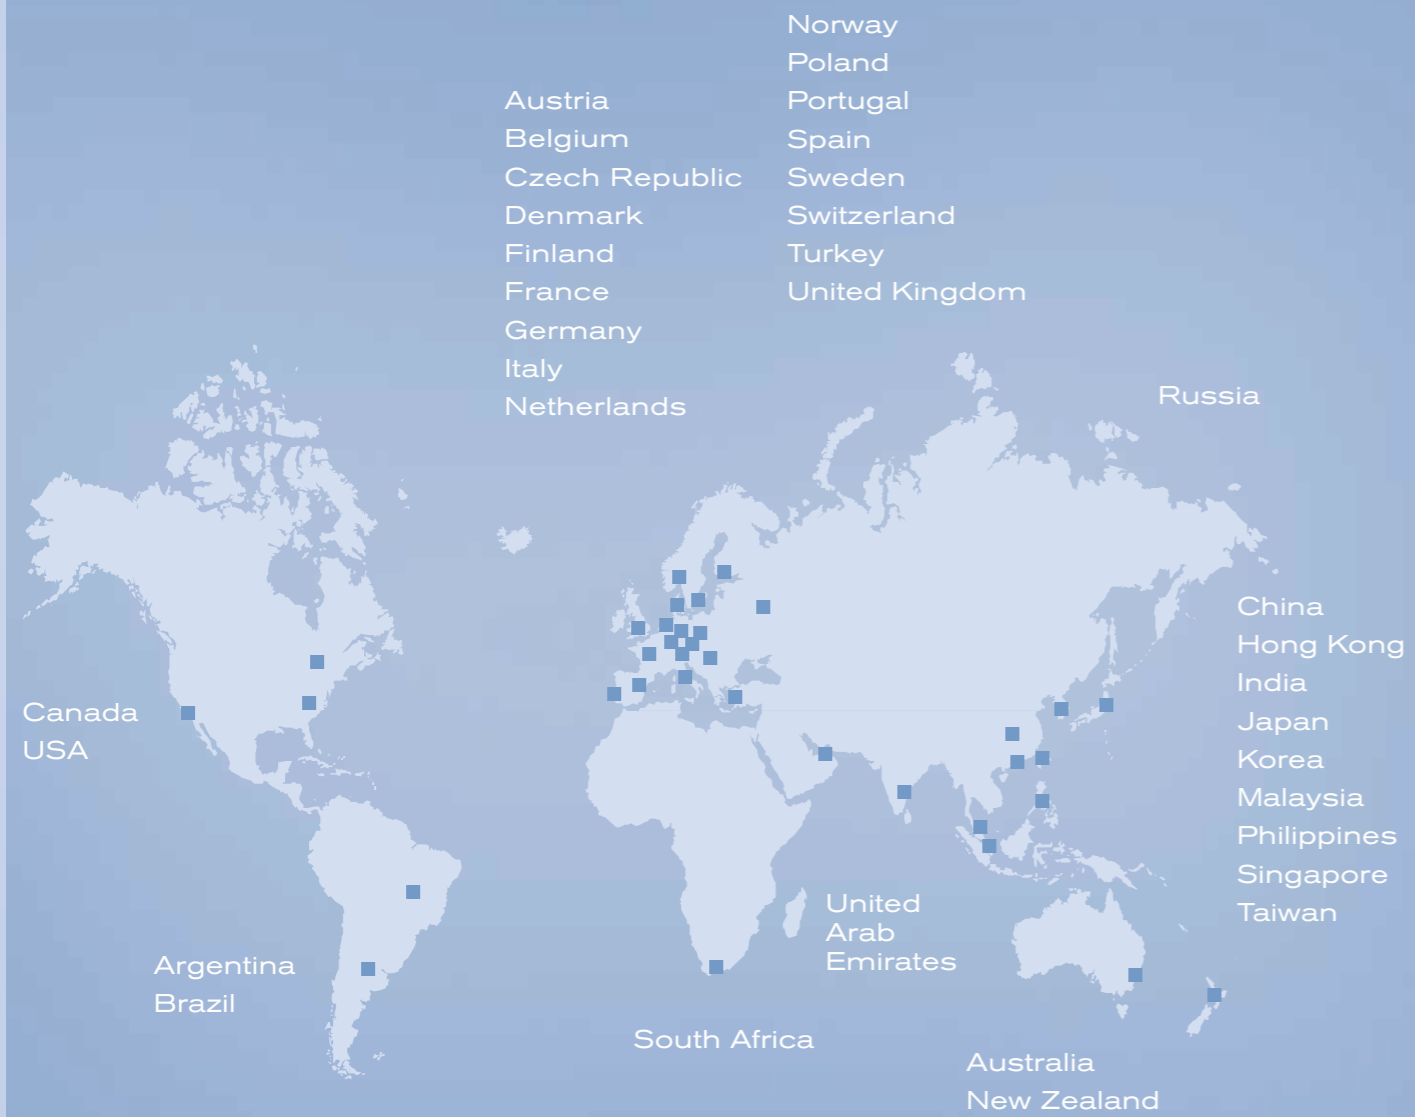 Austria
Belgium
Czech Republic
Denmark
Finland
France
Germany
Italy
Netherlands
Norway
Poland
Portugal
Spain
Sweden
Switzerland
Turkey
United Kingdom
Russia
Canada
USA
China
Hong Kong
India
Japan
Korea
Malaysia
Philippines
Singapore
Taiwan
United
Arab
Emirates
Argentina
Brazil
South Africa
Australia
New Zealand